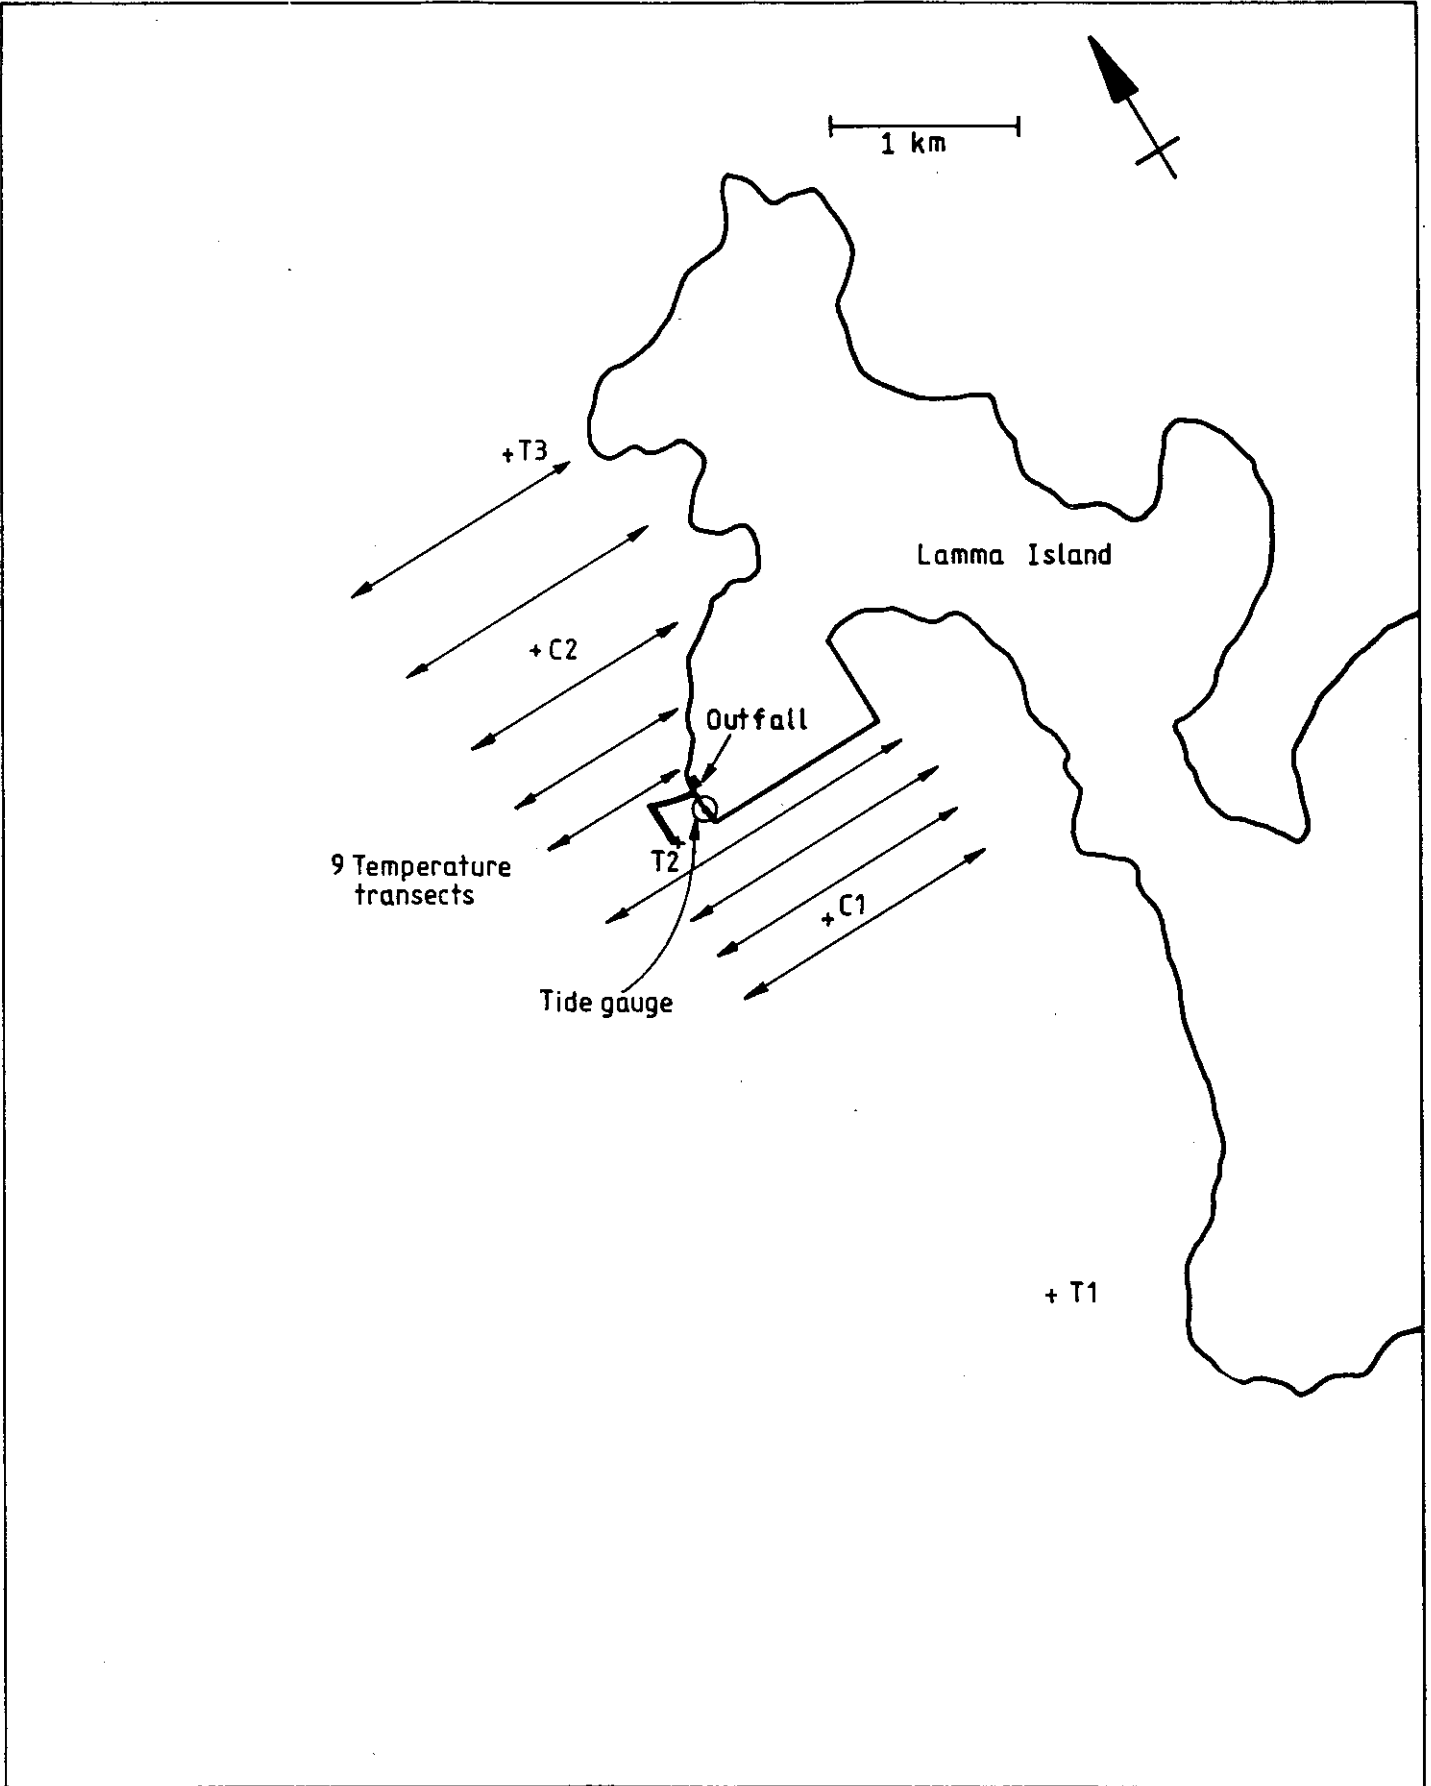 1 km
+T3
Lamma Island
+C2
Outfall
T2
9 Temperature
transects
+C1
Tide gauge
+ T1